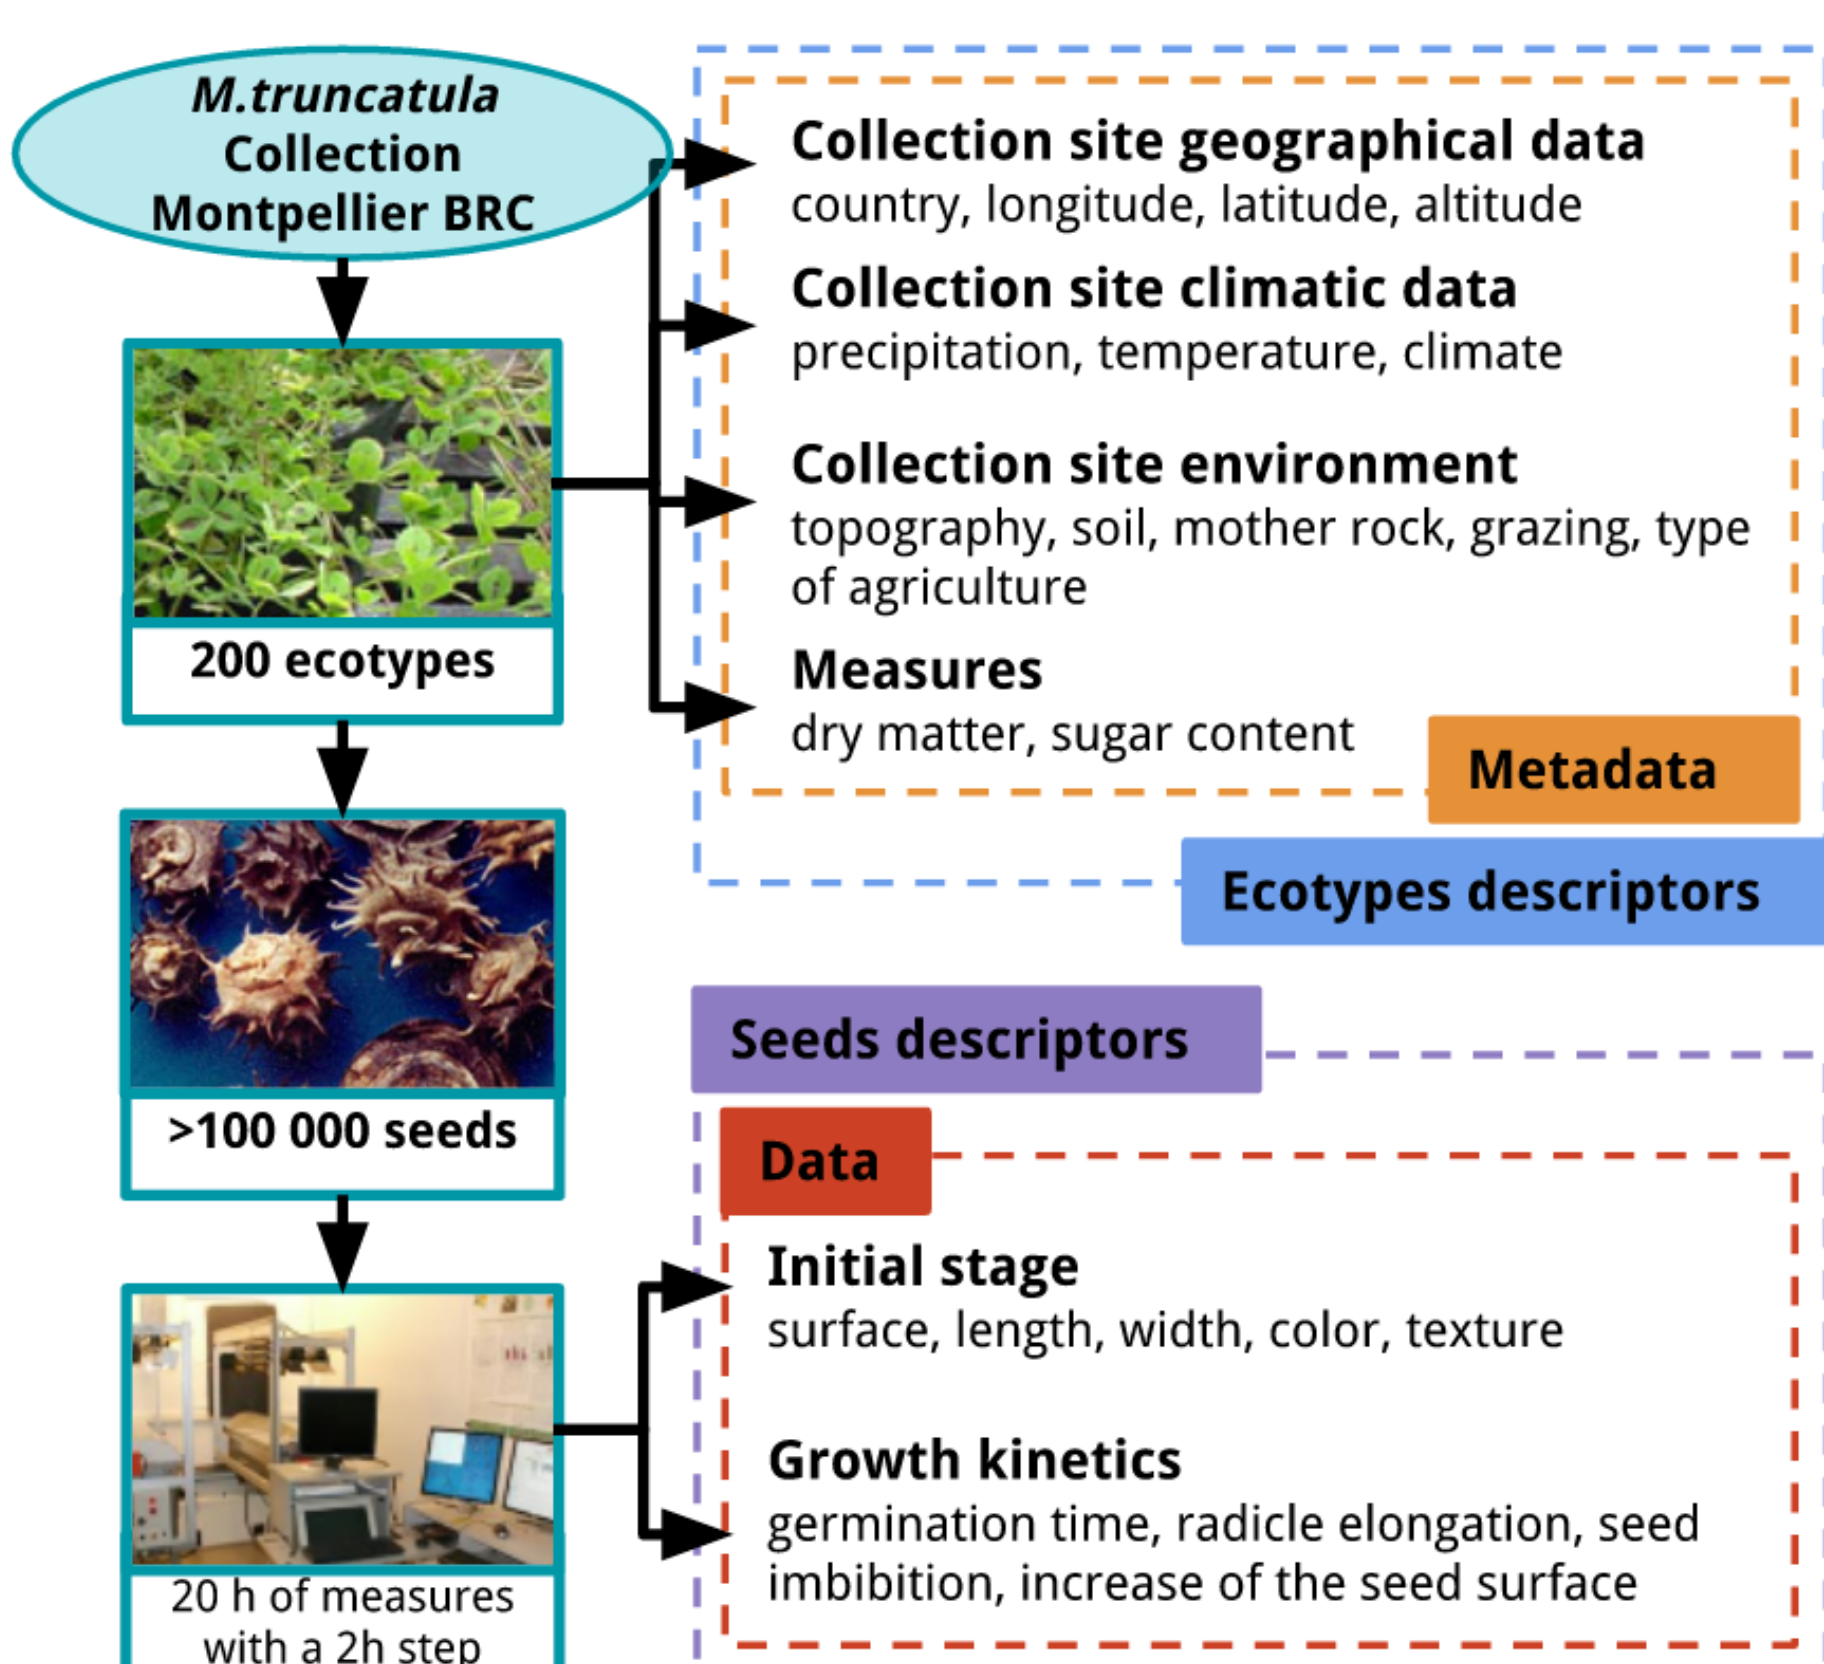 M.truncatula
Collection
Montpellier BRC
200 ecotypes
>100 000 seeds
20 h of measures
with a 2h step
Collection site geographical data
country, longitude, latitude, altitude
Collection site climatic data
precipitation, temperature, climate
Collection site environment
topography, soil, mother rock, grazing, type
of agriculture
Measures
dry matter, sugar content
Metadata
Ecotypes descriptors
Seeds descriptors
Data
Initial stage
surface, length, width, color, texture
Growth kinetics
germination time, radicle elongation, seed
imbibition, increase of the seed surface